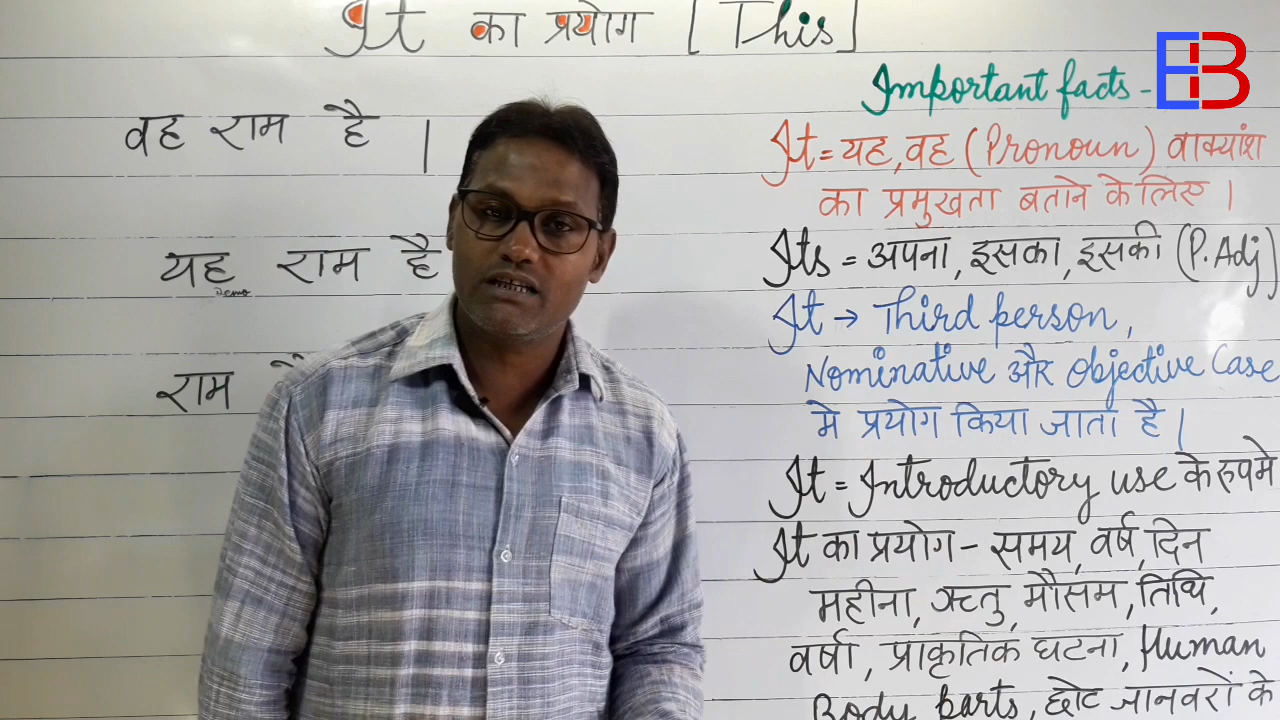 It का प्रयोग [This]
वह राम है |
यह राम है
राम
Important facts -
EB
It = यह, वह (Pronoun) वाक्यांश
का प्रमुखता बताने के लिए |
Its = अपना, इसका, इसकी (P. Adj)
It → Third person,
Nominative और Objective Case
मे प्रयोग किया जाता है |
It = Introductory use के रुपमे
It का प्रयोग - समय, वर्ष, दिन
महीना, ऋतु, मौसम, तिथि,
वर्षा, प्राकृतिक घटना, Human
Body parts, छोट जानवरों के